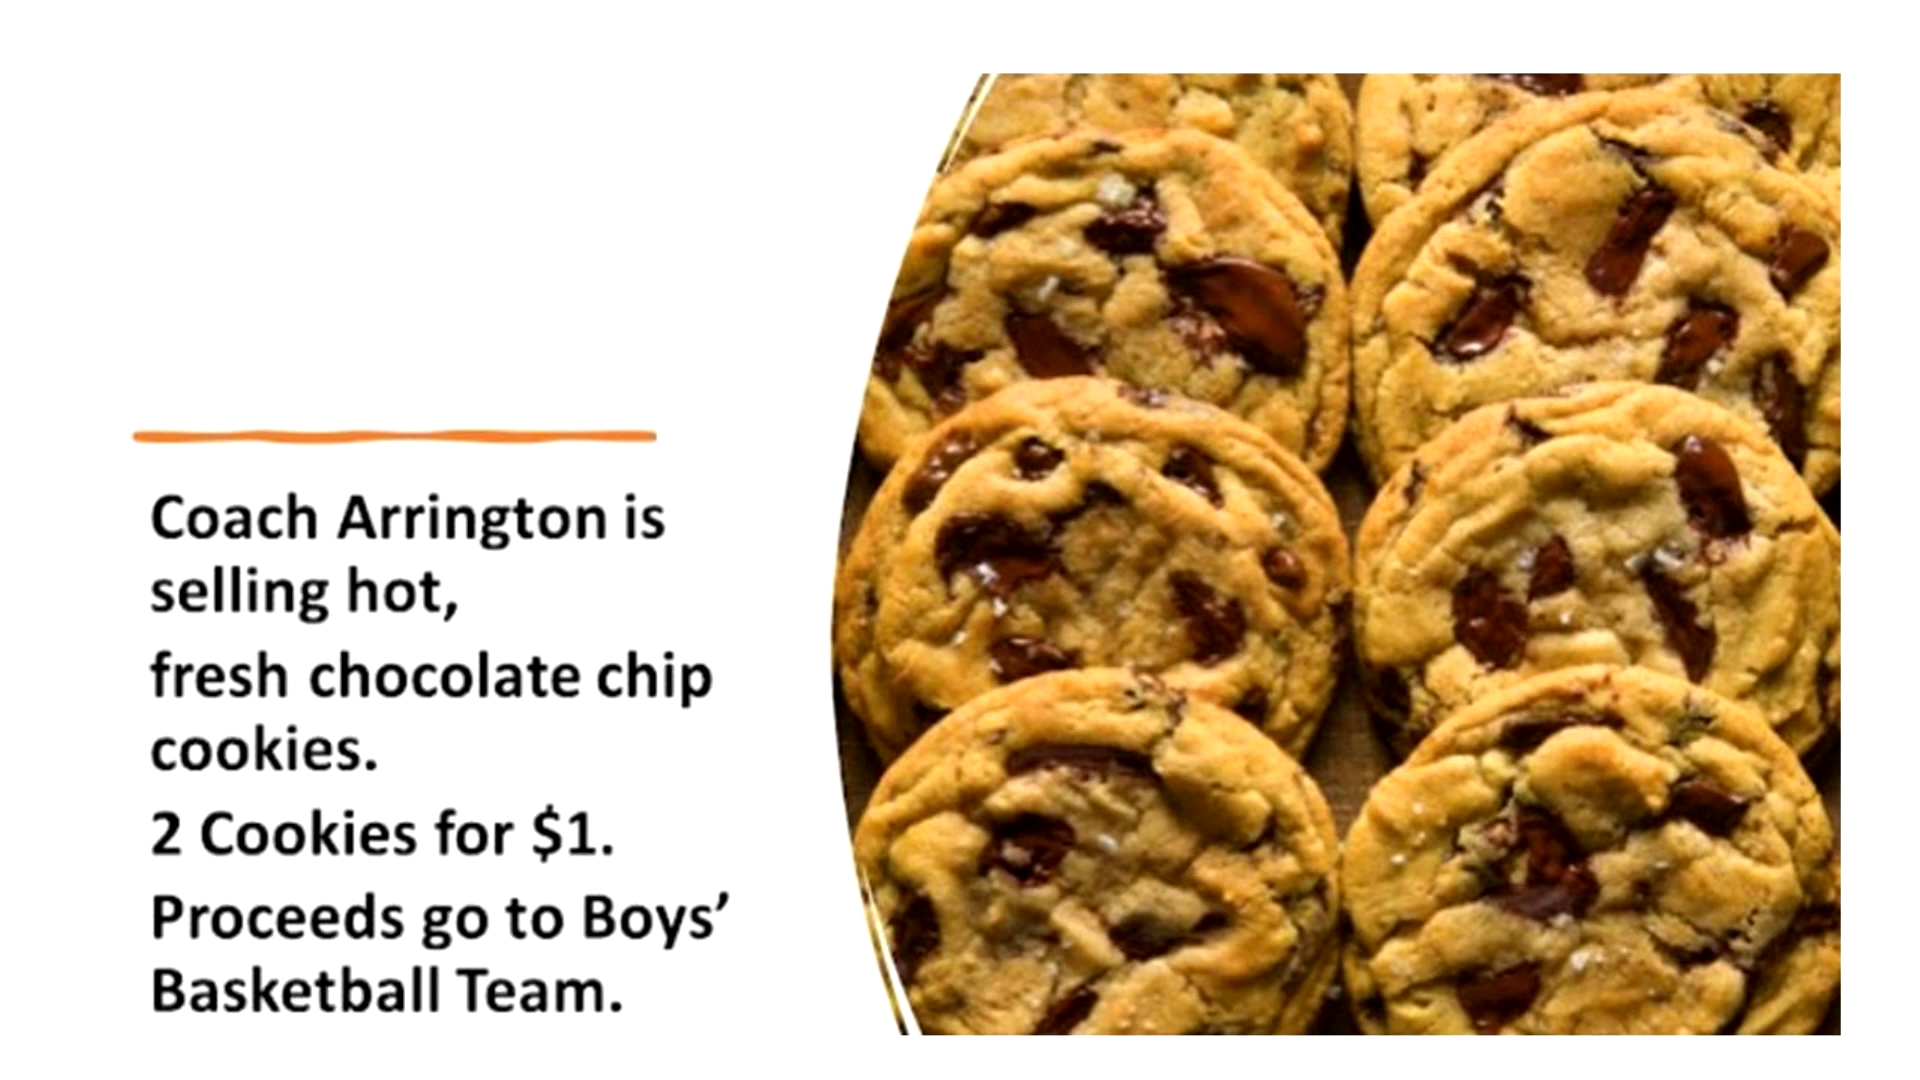 Coach Arrington is
selling hot,
fresh chocolate chip
cookies.
2 Cookies for $1.
Proceeds go to Boys’
Basketball Team.